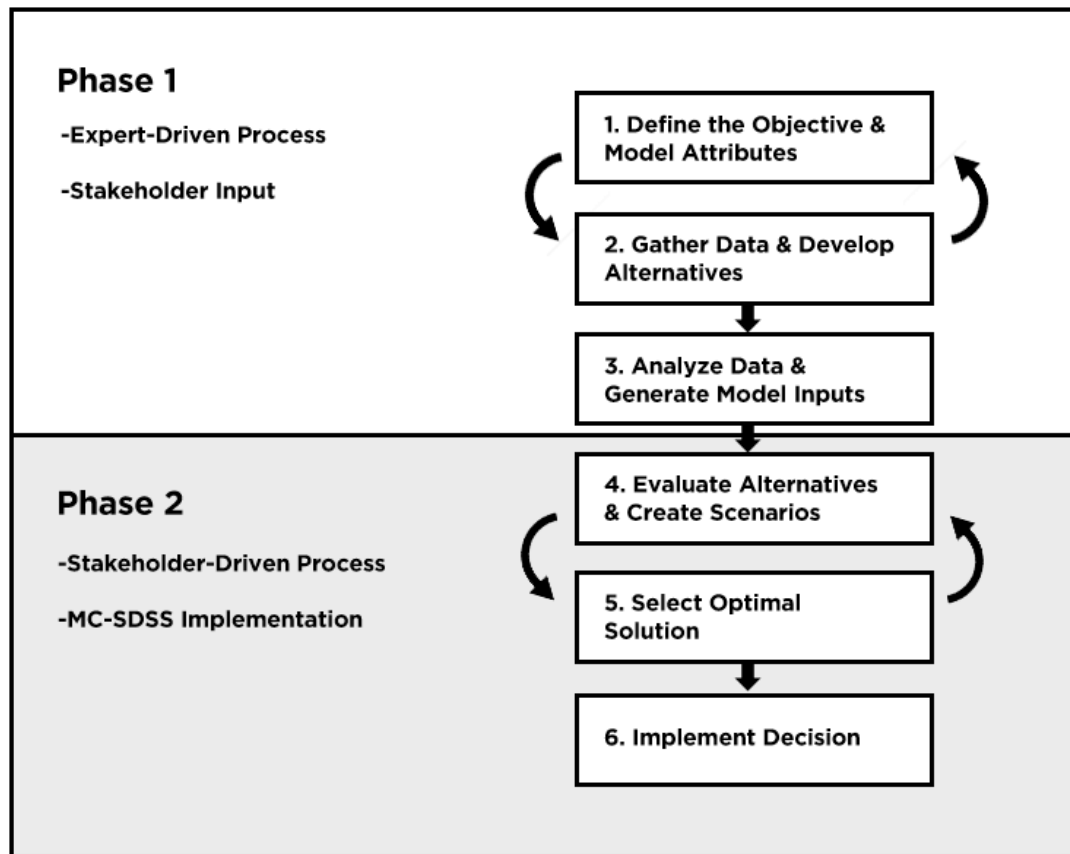 Phase 1
-Expert-Driven Process
-Stakeholder Input
1. Define the Objective &
Model Attributes
2. Gather Data & Develop
Alternatives
3. Analyze Data &
Generate Model Inputs
Phase 2
-Stakeholder-Driven Process
-MC-SDSS Implementation
4. Evaluate Alternatives
& Create Scenarios
5. Select Optimal
Solution
6. Implement Decision